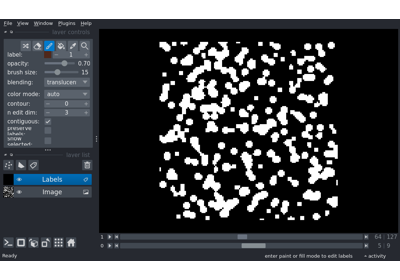 File View Window Plugins Help
layer controls
label: 1
opacity: 0.70
brush size: 15
blending: translucen
color mode: auto
contour: 0
n edit dim: 3
contiguous:
preserve labels:
show selected:
layer list
Labels
Image
1 64 127
0 5 9
Ready enter paint or fill mode to edit labels activity